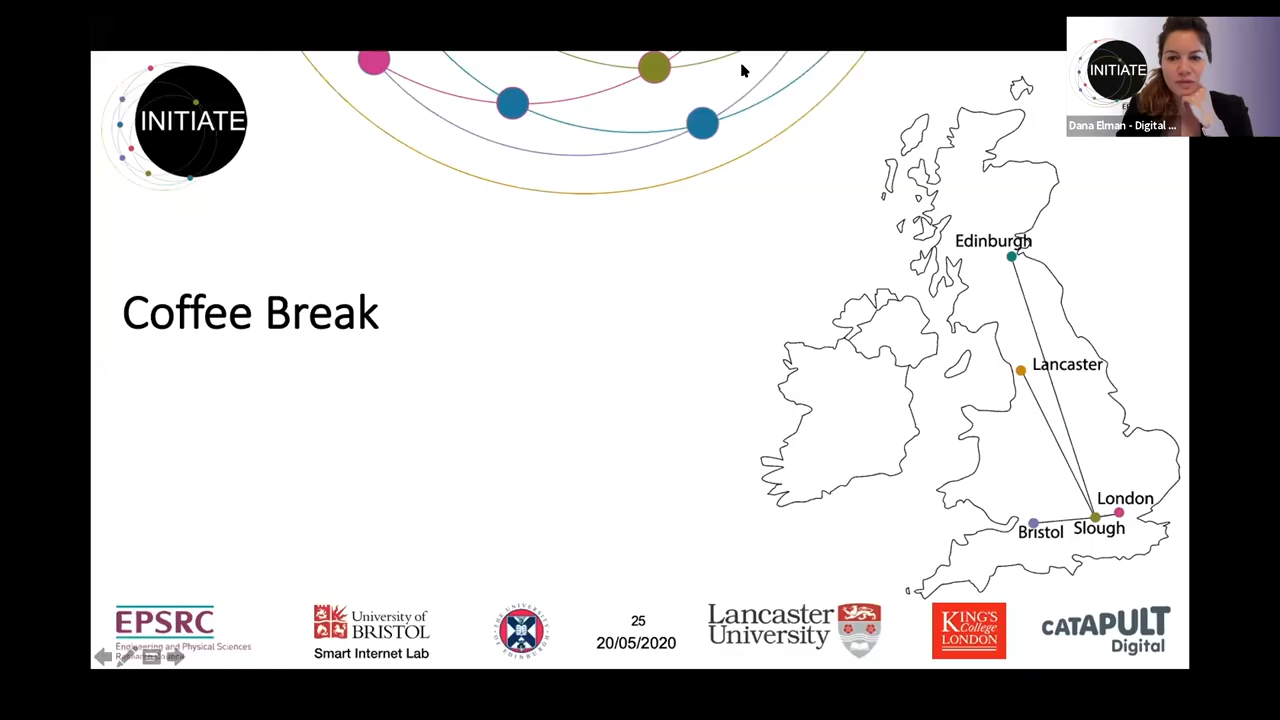 INITIATE
INITIATE
Dana Elman - Digital ...
Edinburgh
Coffee Break
Lancaster
London
Bristol
Slough
EPSRC
Engineering and Physical Sciences
University of
BRISTOL
Smart Internet Lab
25
20/05/2020
Lancaster
University
KING'S
College
LONDON
CATAPULT
Digital